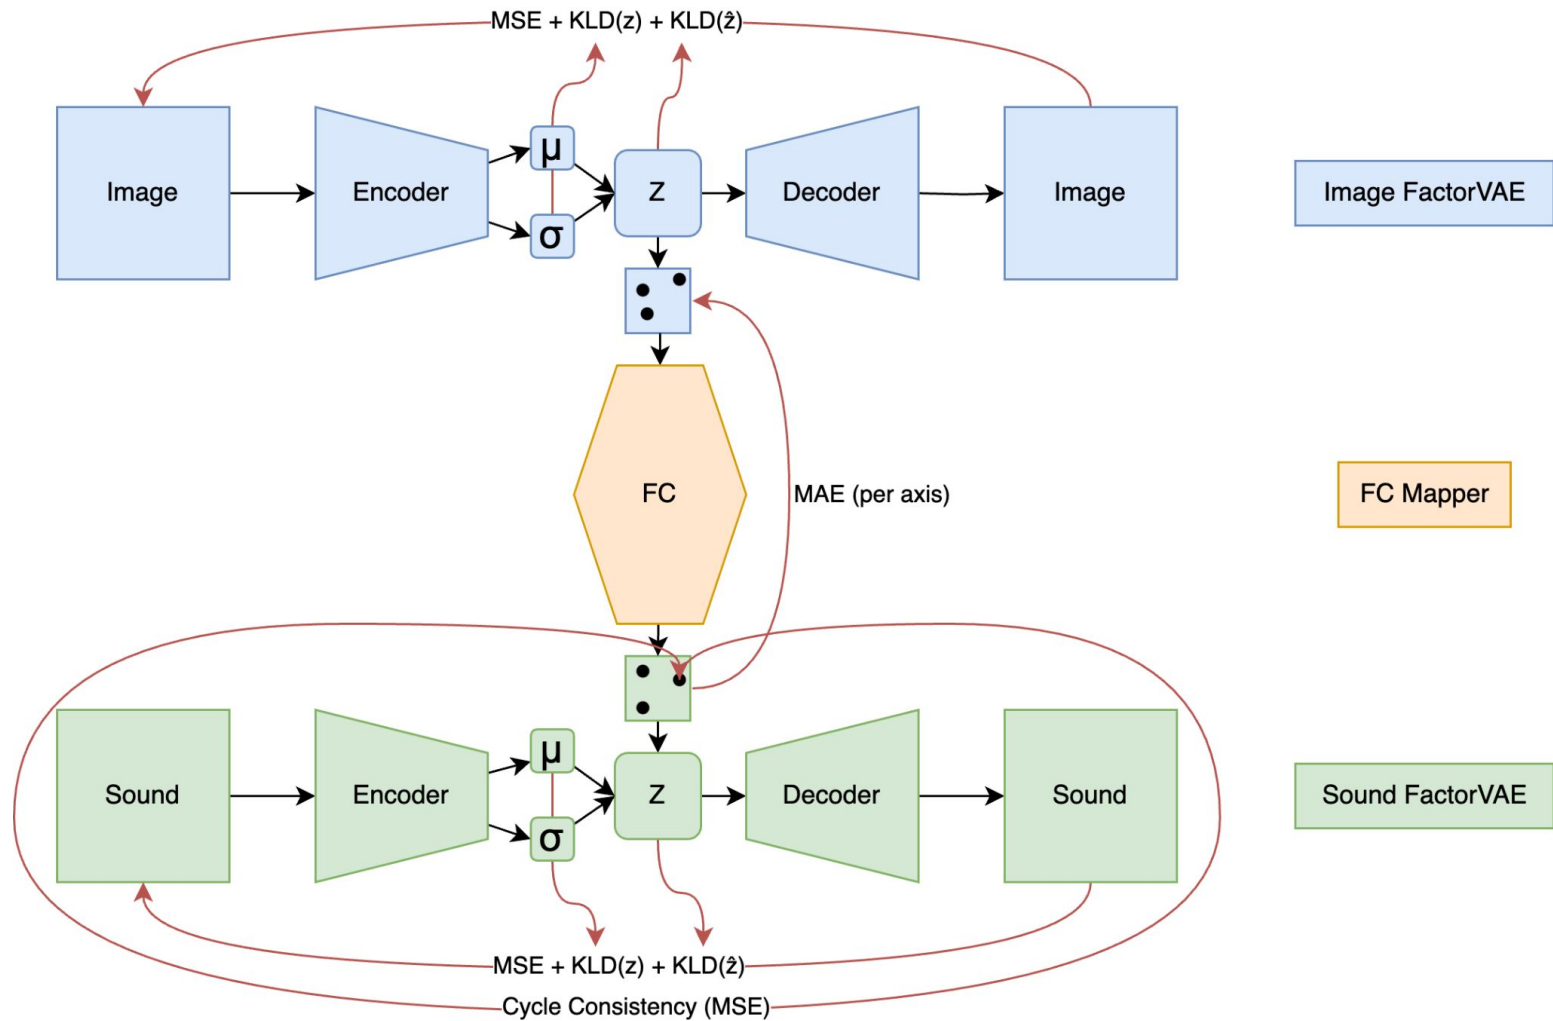 MSE + KLD(z) + KLD(ẑ)
Image
Encoder
μ
σ
z
Decoder
Image
Image FactorVAE
FC
MAE (per axis)
FC Mapper
Sound
Encoder
μ
σ
z
Decoder
Sound
Sound FactorVAE
MSE + KLD(z) + KLD(ẑ)
Cycle Consistency (MSE)